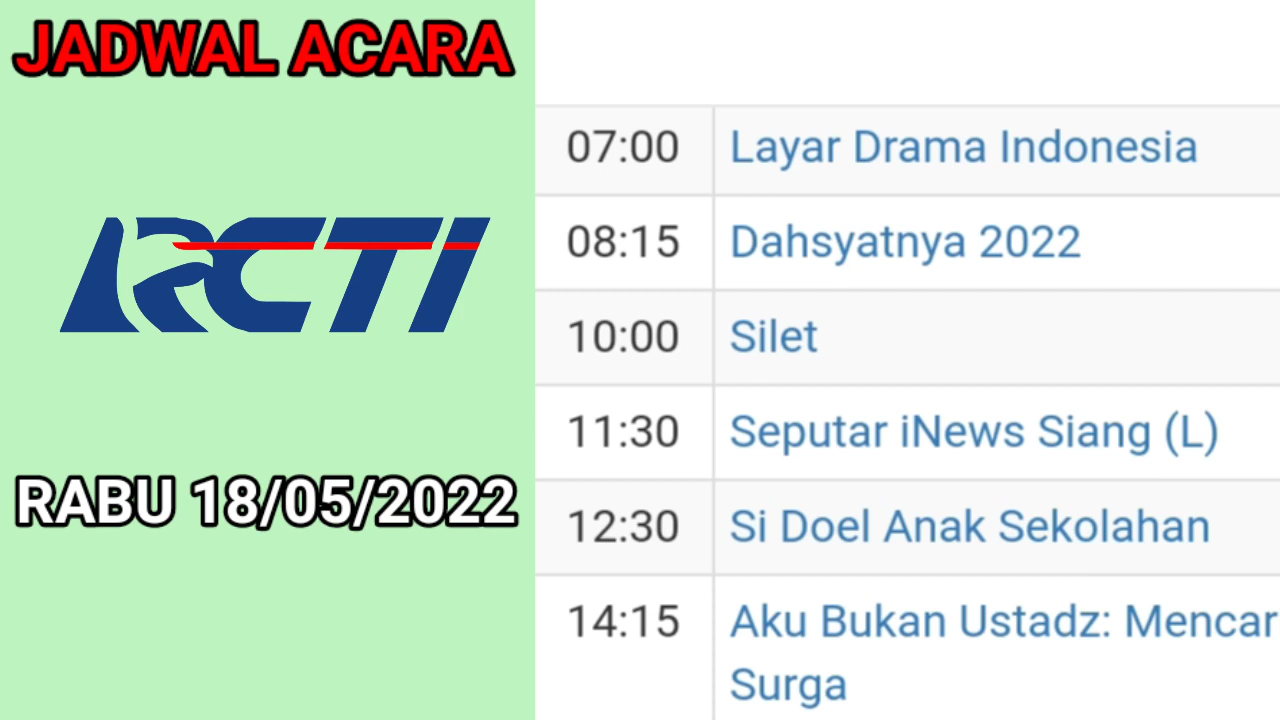 JADWAL ACARA
RCTI
RABU 18/05/2022
07:00 Layar Drama Indonesia
08:15 Dahsyatnya 2022
10:00 Silet
11:30 Seputar iNews Siang (L)
12:30 Si Doel Anak Sekolahan
14:15 Aku Bukan Ustadz: Mencar
Surga